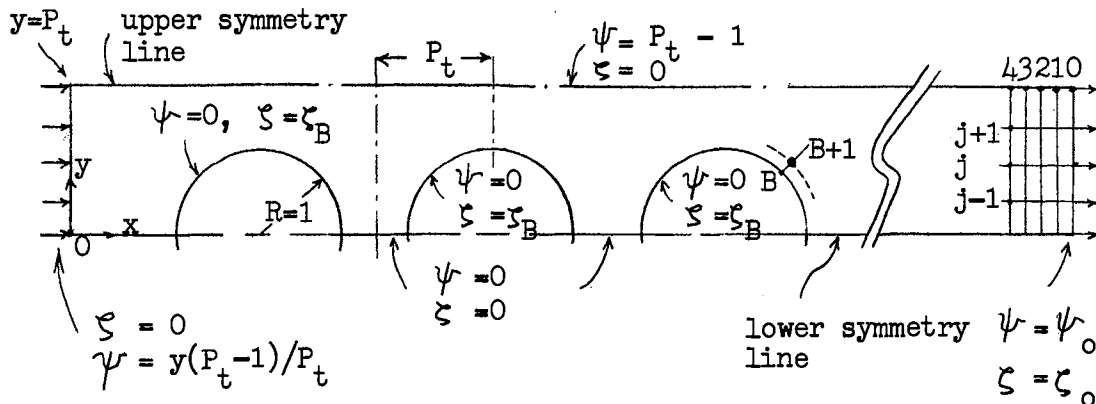 y=P_t
upper symmetry
line
P_t
ψ = P_t - 1
ζ = 0
43210
ψ=0, ζ=ζ_B
y
R=1
x
0
ψ=0
ζ=ζ_B
ψ=0
ζ=ζ_B
B
B+1
j+1
j
j-1
ψ=0
ζ=0
ζ = 0
ψ = y(P_t-1)/P_t
lower symmetry
line
ψ = ψ_o
ζ = ζ_o